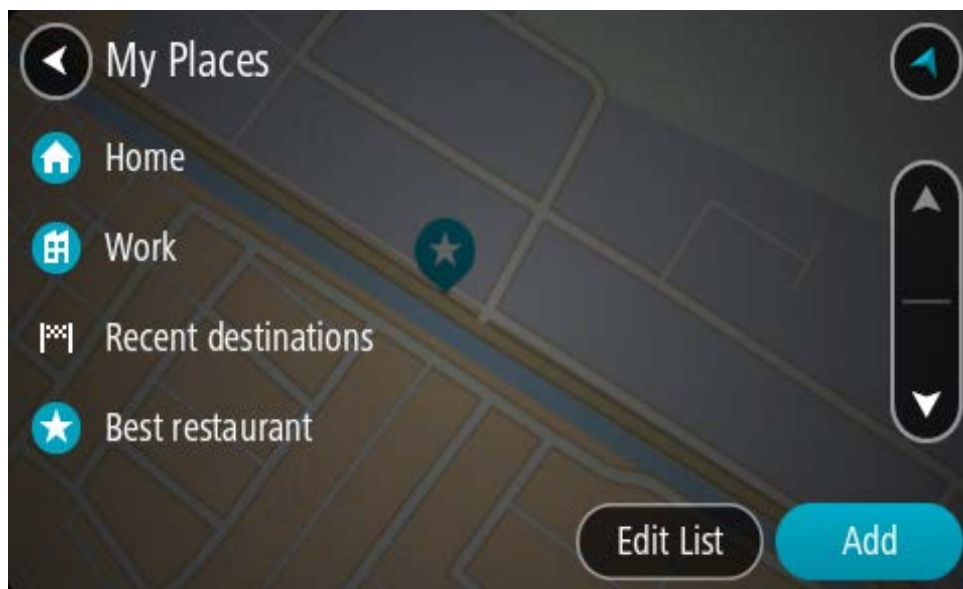 My Places
Home
Work
Recent destinations
Best restaurant
Edit List
Add